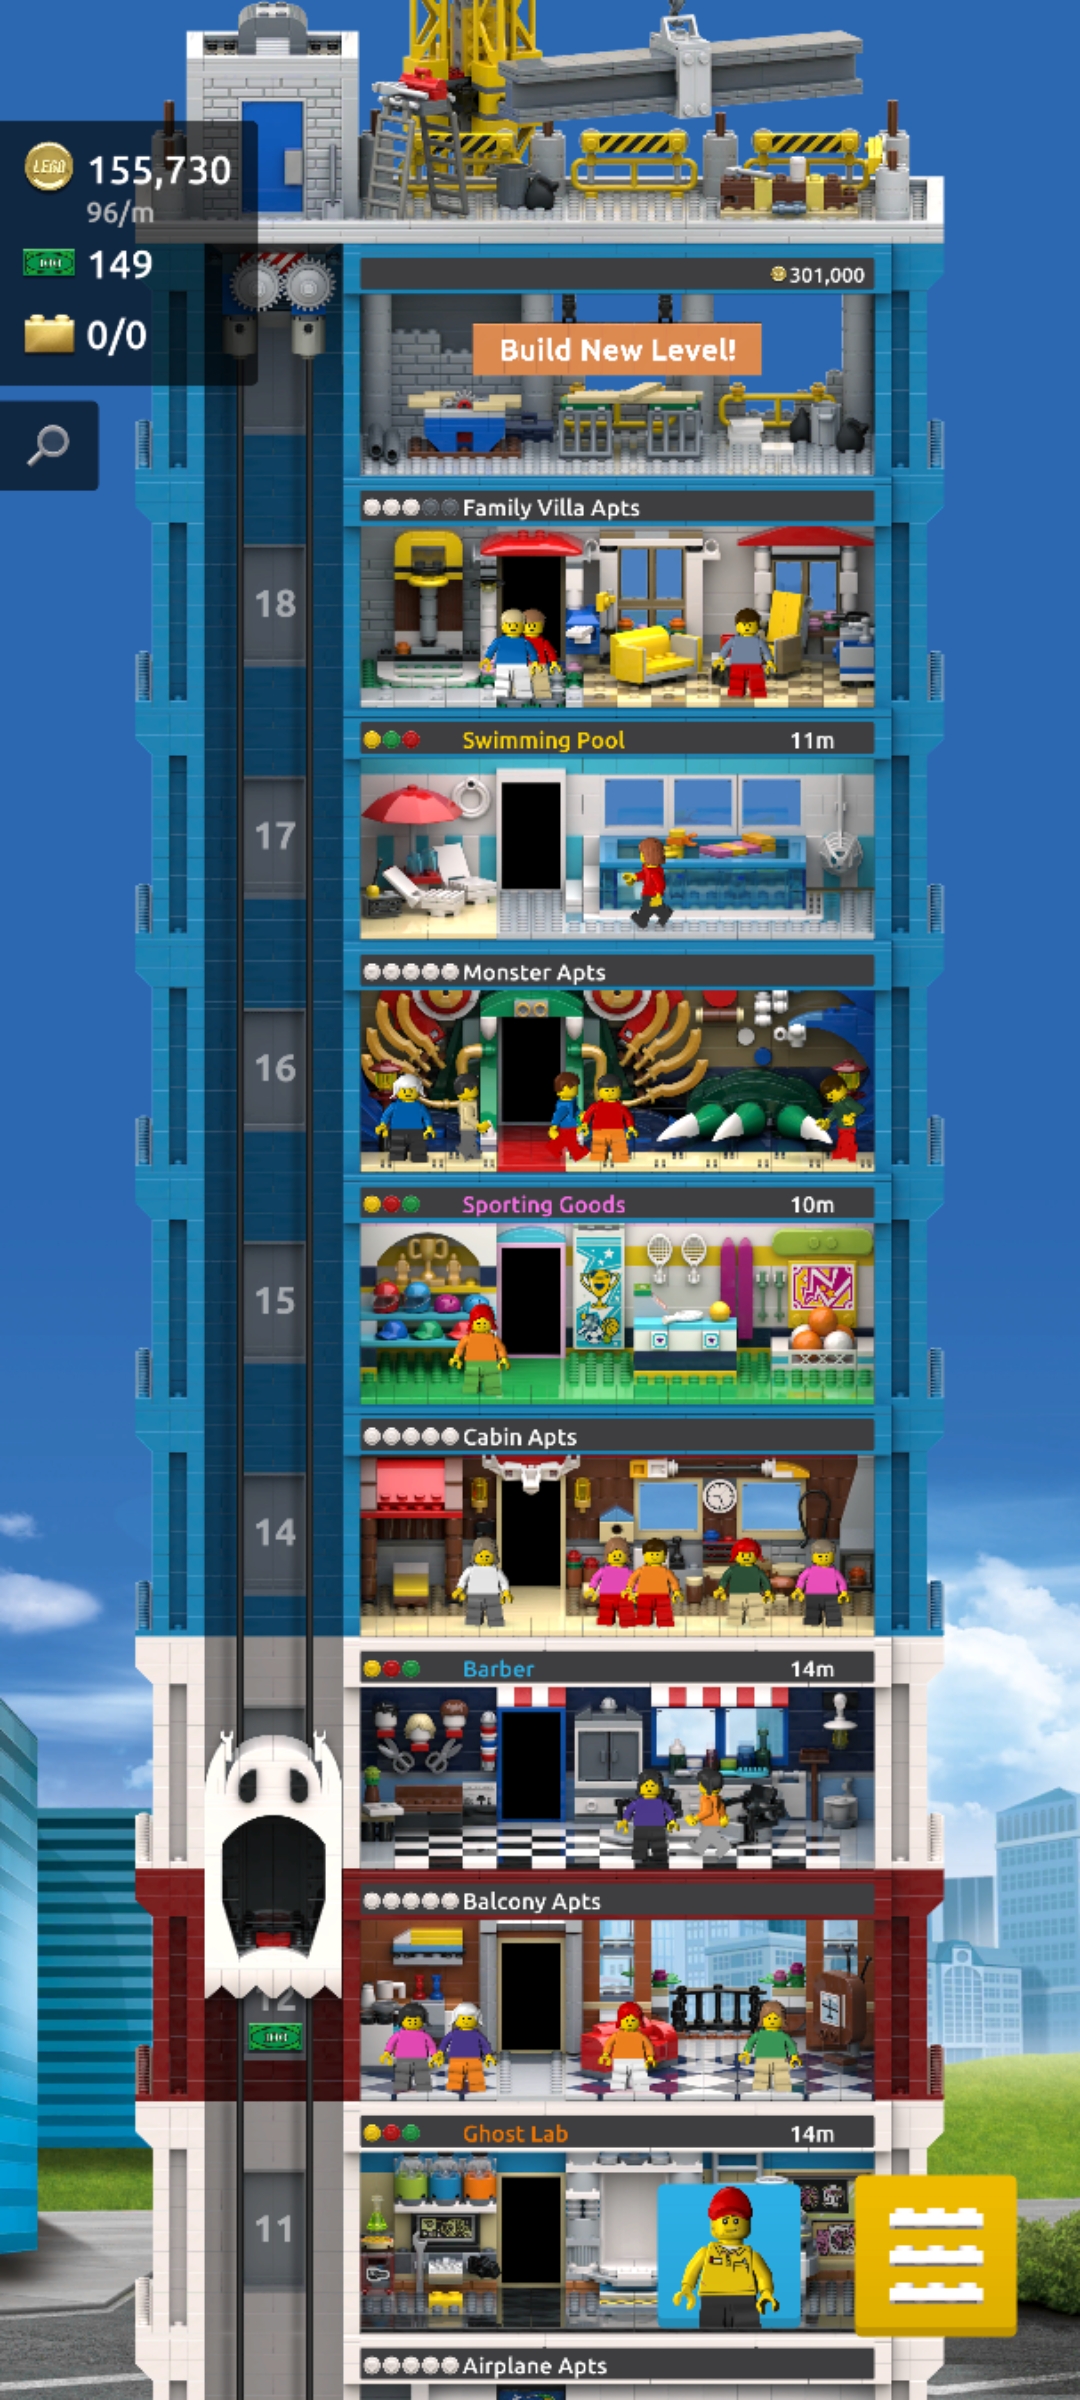 LEGO 155,730
96/m
149
0/0
301,000
Build New Level!
Family Villa Apts
18
Swimming Pool 11m
17
Monster Apts
16
Sporting Goods 10m
15
Cabin Apts
14
Barber 14m
Balcony Apts
12
Ghost Lab 14m
11
Airplane Apts